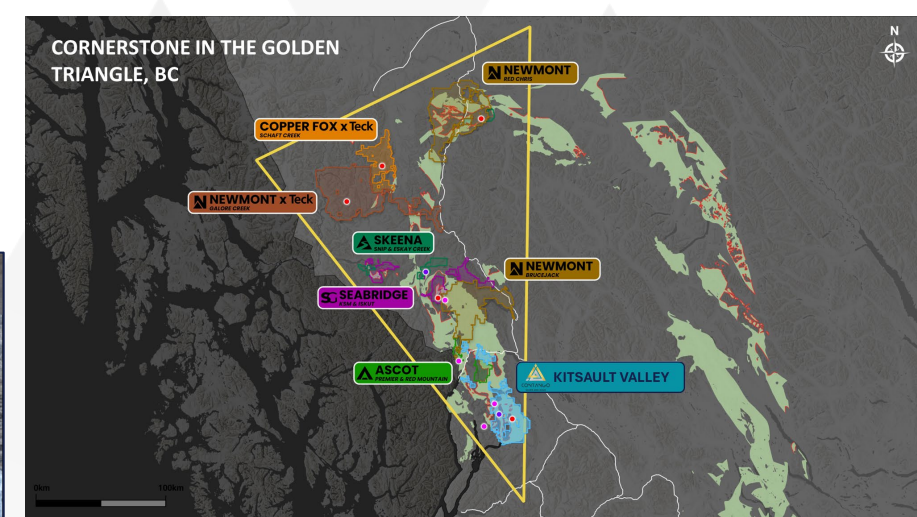 CORNERSTONE IN THE GOLDEN
TRIANGLE, BC
N
NEWMONT
RED CHRIS
COPPER FOX x Teck
SCHAFT CREEK
NEWMONT x Teck
GALORE CREEK
SKEENA
SNIP & ESKAY CREEK
NEWMONT
BRUCEJACK
SEABRIDGE
KSM & ISKUT
ASCOT
PREMIER & RED MOUNTAIN
KITSAULT VALLEY
0km
100km